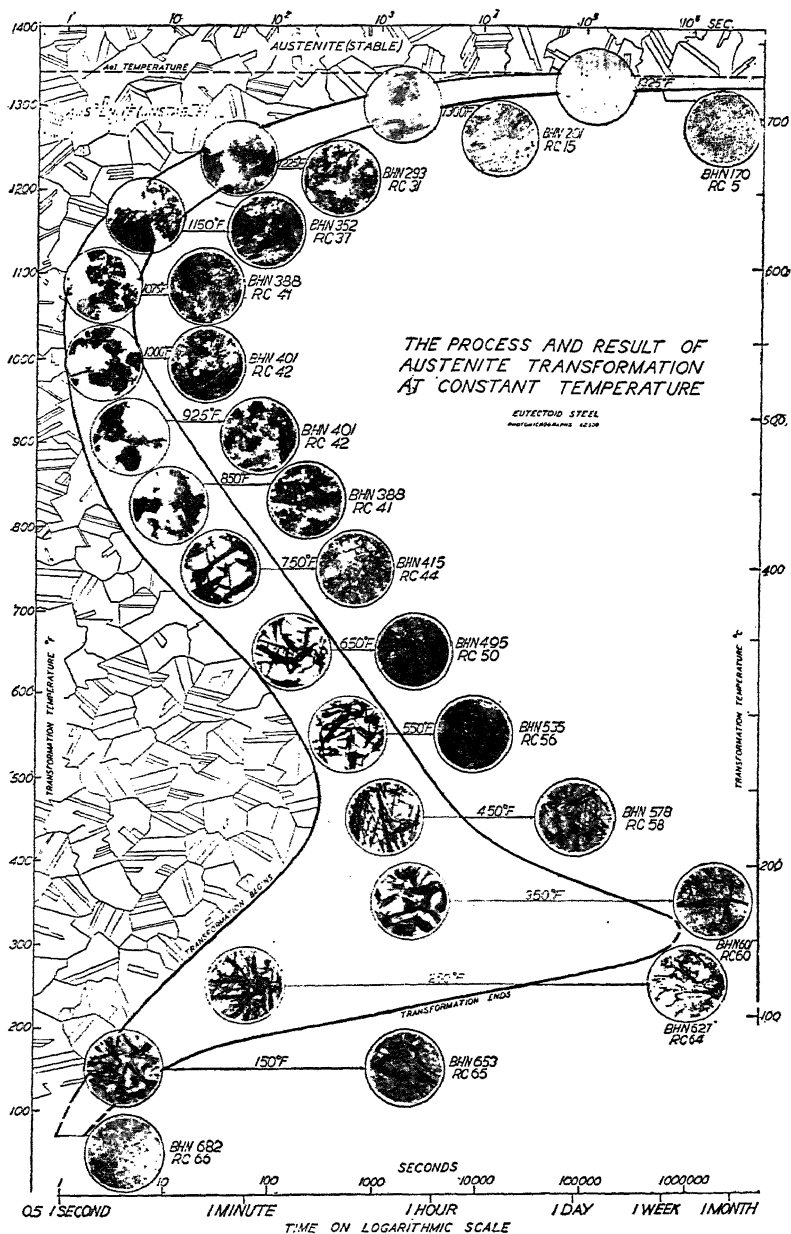 1400
1 10 10² 10³ 10⁶ SEC.
AUSTENITE (STABLE)
Ae1 TEMPERATURE
1325°F
1300
1300°F
700
BHN 201
RC 15
BHN 170
RC 5
1225°F
BHN 293
RC 31
1200
1150°F
BHN 352
RC 37
1100
600
1075°F
BHN 388
RC 41
1000
1000°F
BHN 401
RC 42
THE PROCESS AND RESULT OF
AUSTENITE TRANSFORMATION
AT CONSTANT TEMPERATURE
EUTECTOID STEEL
925°F
BHN 401
RC 42
500
900
850°F
BHN 388
RC 41
800
750°F
BHN 415
RC 44
400
700
650°F
BHN 495
RC 50
600
TRANSFORMATION TEMPERATURE °F
TRANSFORMATION TEMPERATURE °C
550°F
BHN 535
RC 56
500
450°F
BHN 578
RC 58
400
200
TRANSFORMATION BEGINS
350°F
RC 60
300
TRANSFORMATION ENDS
BHN 627
RC 64
100
200
150°F
BHN 653
RC 65
100
BHN 682
RC 66
SECONDS
1 10 100 1000 10000 100000 1000000
0.5 1 SECOND 1 MINUTE 1 HOUR 1 DAY 1 WEEK 1 MONTH
TIME ON LOGARITHMIC SCALE